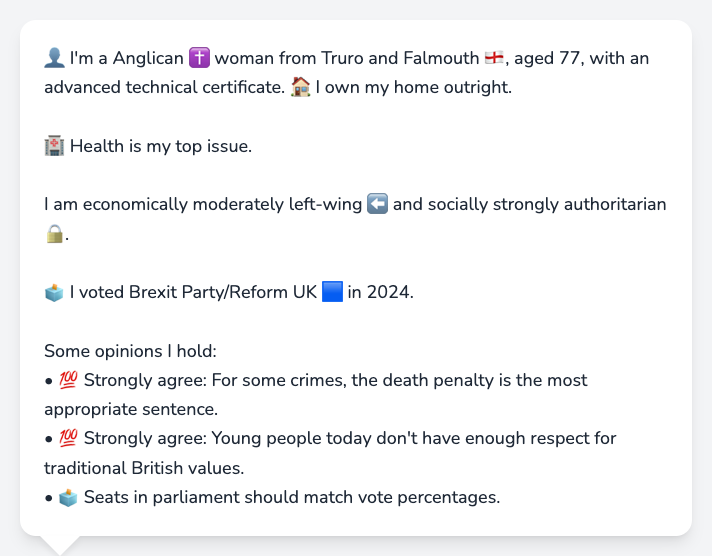 👤 I'm a Anglican ✝️ woman from Truro and Falmouth 🏴󠁧󠁢󠁥󠁮󠁧󠁿, aged 77, with an
advanced technical certificate. 🏠 I own my home outright.
🏥 Health is my top issue.
I am economically moderately left-wing ⬅️ and socially strongly authoritarian
🔒.
🗳️ I voted Brexit Party/Reform UK 🟦 in 2024.
Some opinions I hold:
• 💯 Strongly agree: For some crimes, the death penalty is the most
appropriate sentence.
• 💯 Strongly agree: Young people today don't have enough respect for
traditional British values.
• 🗳️ Seats in parliament should match vote percentages.